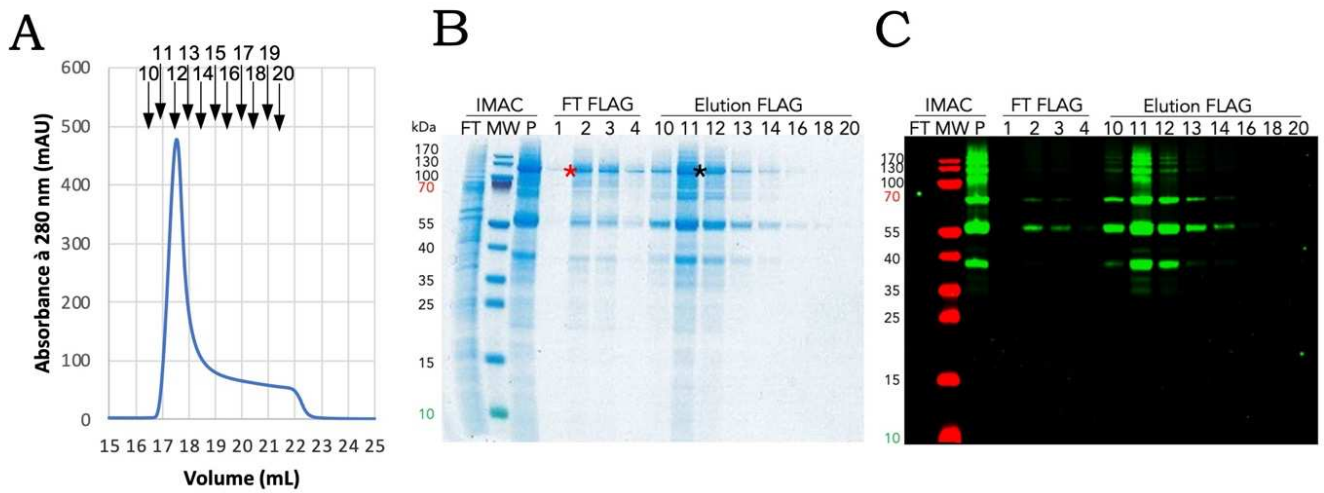 A
11 13 15 17 19
10 12 14 16 18 20
600
500
400
300
200
100
0
Absorbance à 280 nm (mAU)
15 16 17 18 19 20 21 22 23 24 25
Volume (mL)
B
IMAC FT FLAG Elution FLAG
kDa FT MW P 1 2 3 4 10 11 12 13 14 16 18 20
170
130
100
70
55
40
35
25
15
10
*
*
C
IMAC FT FLAG Elution FLAG
FT MW P 1 2 3 4 10 11 12 13 14 16 18 20
170
130
100
70
55
40
35
25
15
10